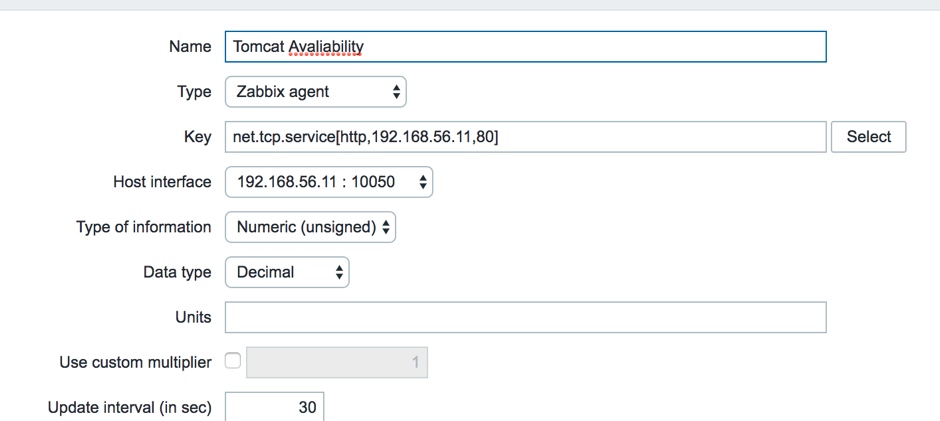 Name Tomcat Avaliability
Type Zabbix agent
Key net.tcp.service[http,192.168.56.11,80] Select
Host interface 192.168.56.11 : 10050
Type of information Numeric (unsigned)
Data type Decimal
Units
Use custom multiplier 1
Update interval (in sec) 30